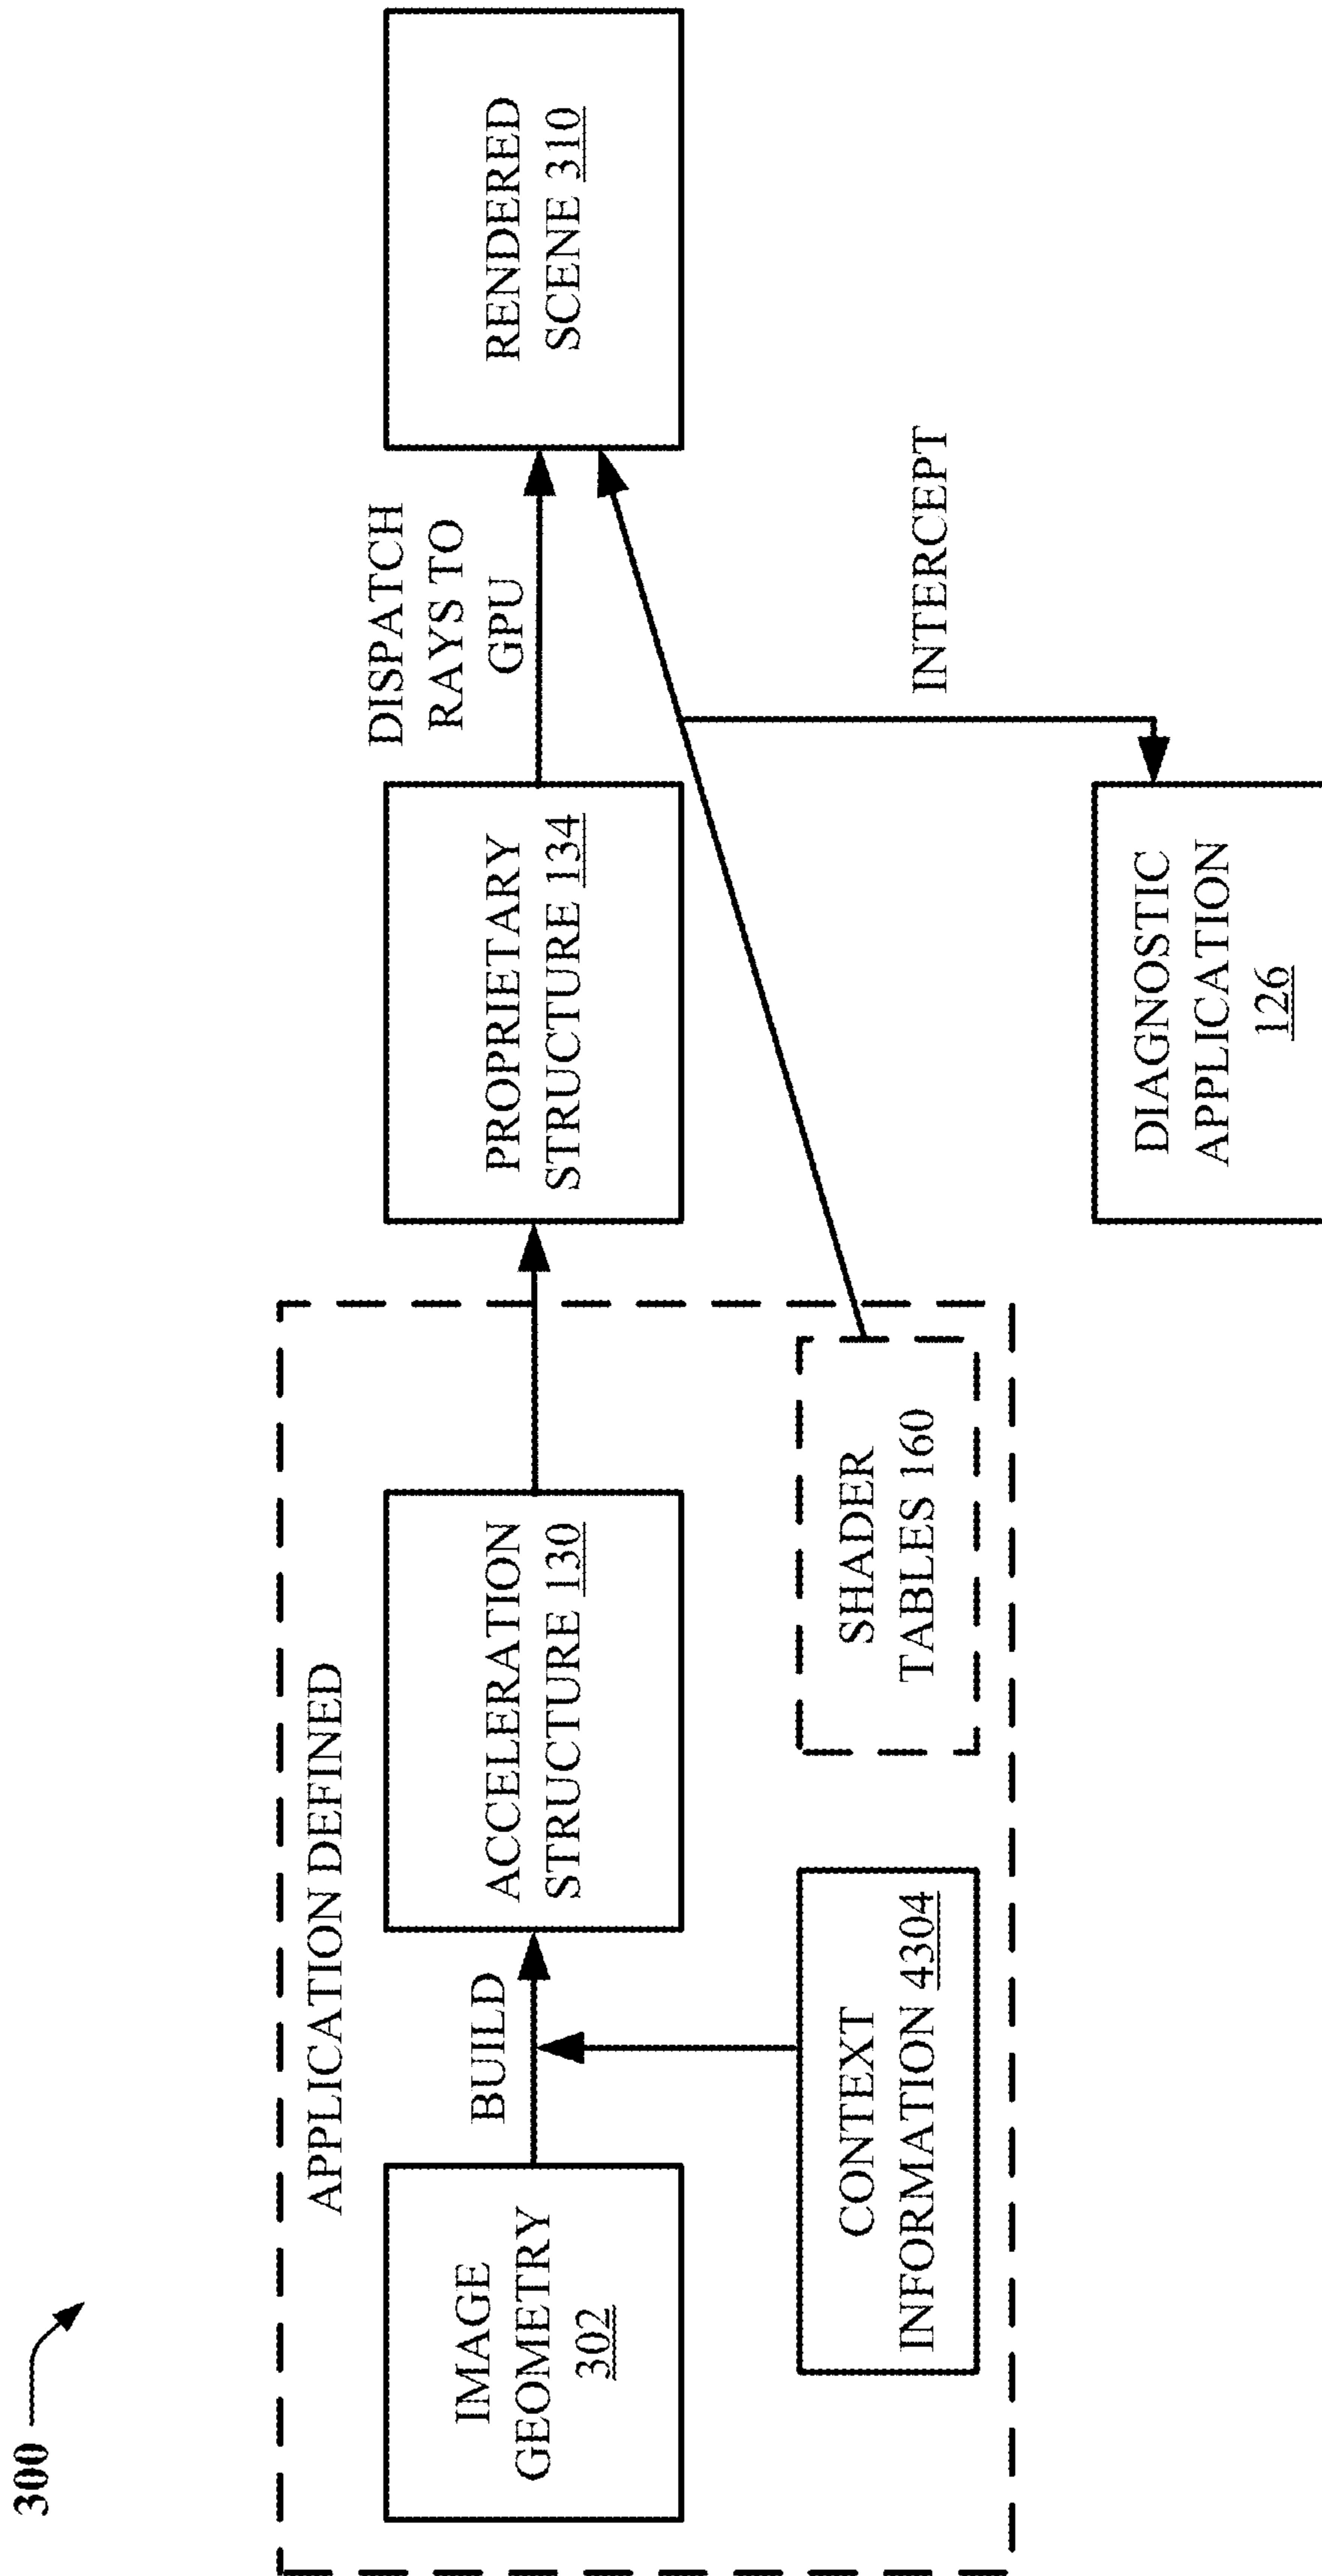 300
APPLICATION DEFINED
IMAGE
GEOMETRY
302
BUILD
ACCELERATION
STRUCTURE 130
PROPRIETARY
STRUCTURE 134
DISPATCH
RAYS TO
GPU
RENDERED
SCENE 310
CONTEXT
INFORMATION 4304
SHADER
TABLES 160
INTERCEPT
DIAGNOSTIC
APPLICATION
126